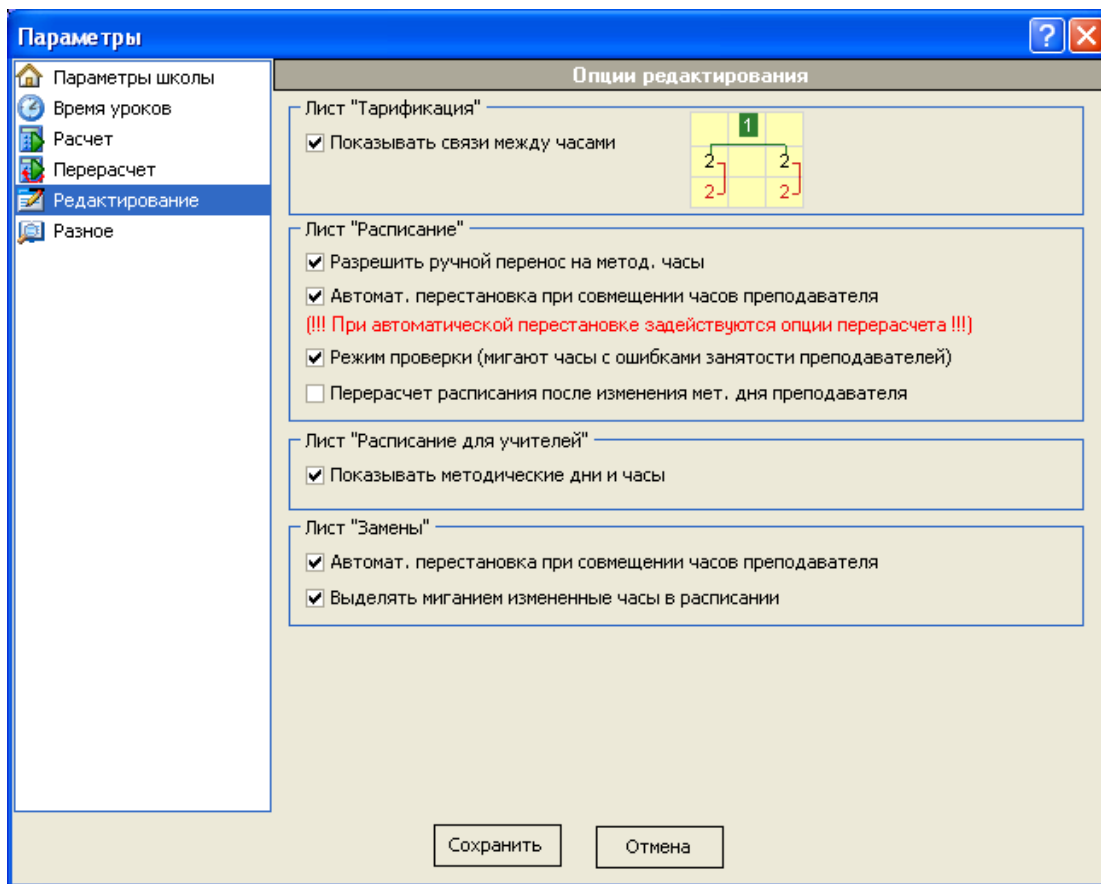 Параметры
Параметры школы
Время уроков
Расчет
Перерасчет
Редактирование
Разное
Опции редактирования
Лист "Тарификация"
Показывать связи между часами
1
2 2
2 2
Лист "Расписание"
Разрешить ручной перенос на метод. часы
Автомат. перестановка при совмещении часов преподавателя
(!!! При автоматической перестановке задействуются опции перерасчета !!!)
Режим проверки (мигают часы с ошибками занятости преподавателей)
Перерасчет расписания после изменения мет. дня преподавателя
Лист "Расписание для учителей"
Показывать методические дни и часы
Лист "Замены"
Автомат. перестановка при совмещении часов преподавателя
Выделять миганием измененные часы в расписании
Сохранить Отмена